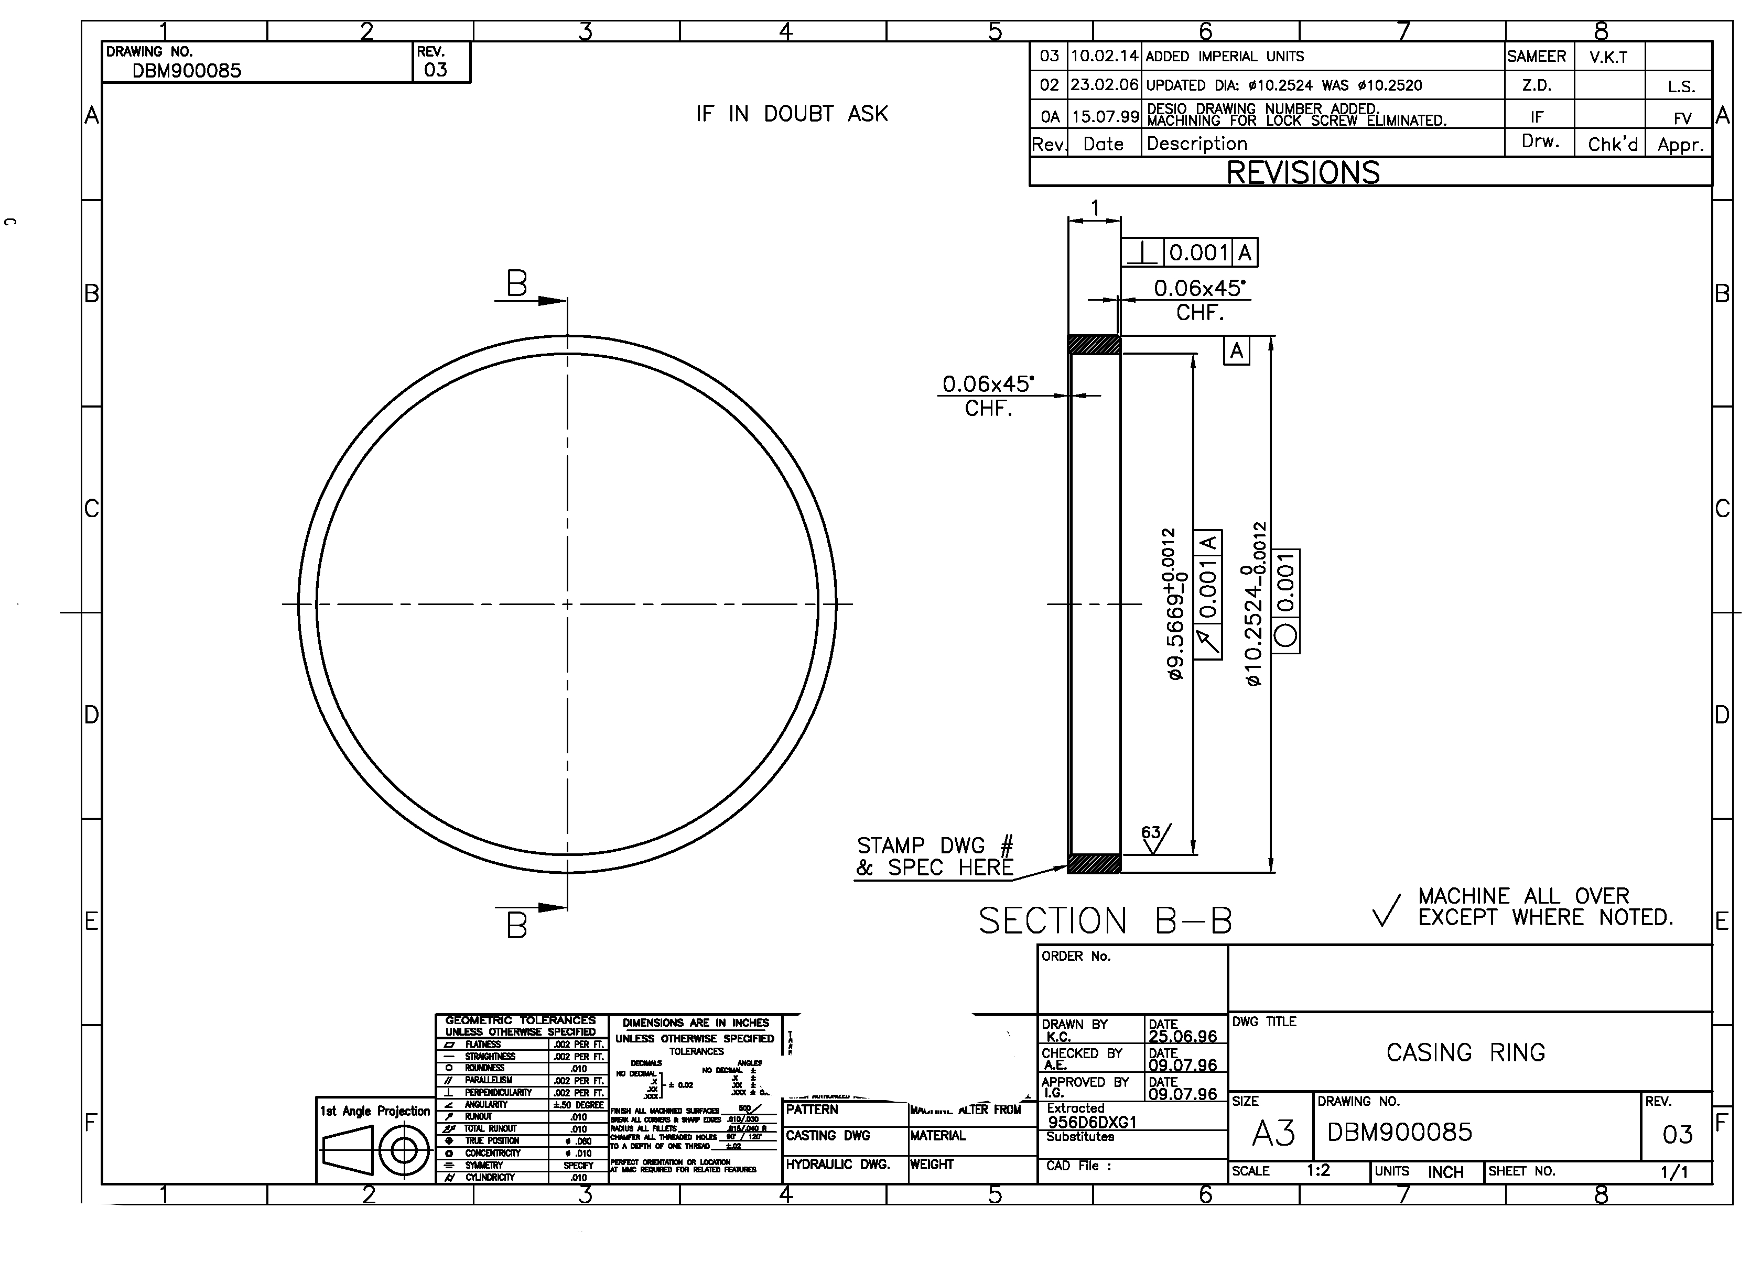 1 2 3 4 5 6 7 8
DRAWING NO. REV.
DBM900085 03
03 10.02.14 ADDED IMPERIAL UNITS SAMEER V.K.T
02 23.02.06 UPDATED DIA: ø10.2524 WAS ø10.2520 Z.D. L.S.
0A 15.07.99 DESIO DRAWING NUMBER ADDED.
MACHINING FOR LOCK SCREW ELIMINATED. IF FV
Rev. Date Description Drw. Chk'd Appr.
REVISIONS
IF IN DOUBT ASK
A A
B B
C C
D D
E E
F F
C
B
B
1
⊥ 0.001 A
0.06x45°
CHF.
A
0.06x45°
CHF.
ø9.5669+0.0012
-0
↗ 0.001 A
ø10.2524 0
-0.0012
○ 0.001
63/
STAMP DWG #
& SPEC HERE
SECTION B-B
√ MACHINE ALL OVER
EXCEPT WHERE NOTED.
1st Angle Projection
GEOMETRIC TOLERANCES
UNLESS OTHERWISE SPECIFIED
FLATNESS .002 PER FT.
STRAIGHTNESS .002 PER FT.
ROUNDNESS .010
PARALLELISM .002 PER FT.
PERPENDICULARITY .002 PER FT.
ANGULARITY ±.50 DEGREE
RUNOUT .010
TOTAL RUNOUT .010
TRUE POSITION ø .060
CONCENTRICITY ø .010
SYMMETRY SPECIFY
CYLINDRICITY .010
DIMENSIONS ARE IN INCHES
UNLESS OTHERWISE SPECIFIED
TOLERANCES
DECIMALS ANGLES
NO DECIMAL NO DECIMAL ±
.X .X ±
.XX ± 0.02 .XX ±
.XXX .XXX ±
FINISH ALL MACHINED SURFACES 500/
BREAK ALL CORNERS & SHARP EDGES .010/.030
RADIUS ALL FILLETS .015/.040 R
CHAMFER ALL THREADED HOLES 90° / 120°
TO A DEPTH OF ONE THREAD ±.02
PERFECT ORIENTATION OR LOCATION
AT MMC REQUIRED FOR RELATED FEATURES
PATTERN MACHINE ALTER FROM
CASTING DWG MATERIAL
HYDRAULIC DWG. WEIGHT
ORDER No.
DRAWN BY DATE
K.C. 25.06.96
CHECKED BY DATE
A.E. 09.07.96
APPROVED BY DATE
I.G. 09.07.96
Extracted
956D6DXG1
Substitutes
CAD File :
DWG TITLE
CASING RING
SIZE DRAWING NO. REV.
A3 DBM900085 03
SCALE 1:2 UNITS INCH SHEET NO. 1/1
1 2 3 4 5 6 7 8